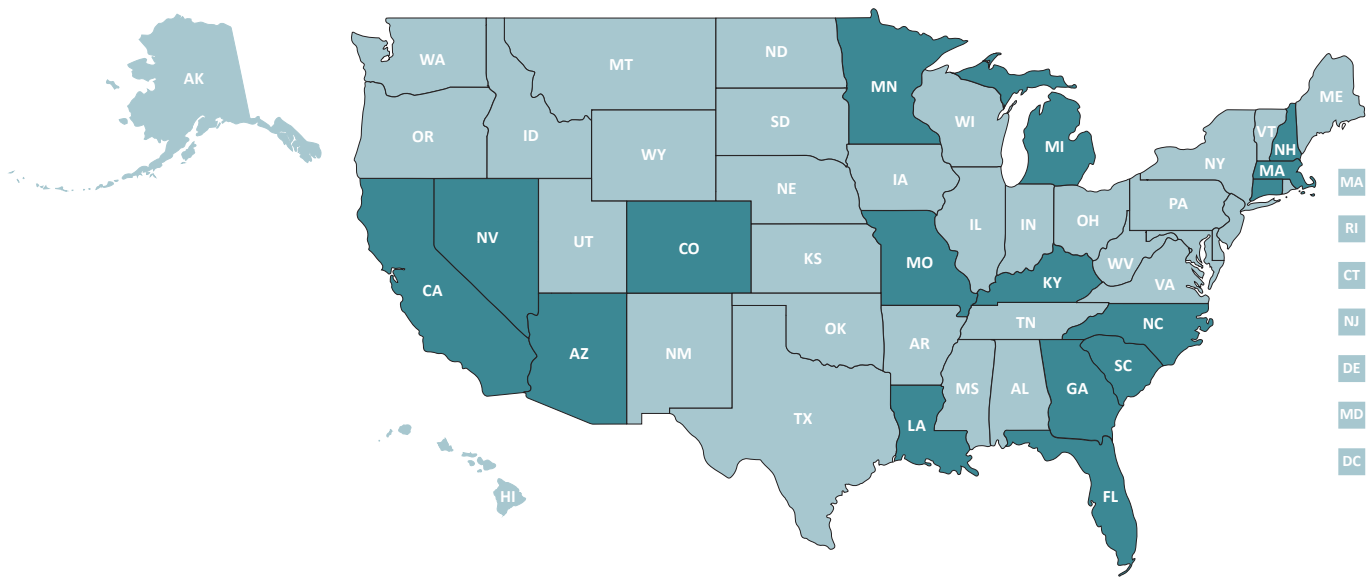 AK
WA
MT
ND
MN
ME
OR
ID
SD
WI
VT
NH
WY
MI
NY
MA
IA
NE
PA
MA
NV
UT
CO
KS
MO
IL
IN
OH
WV
VA
RI
CA
KY
CT
AZ
NM
OK
AR
TN
NC
NJ
TX
MS
AL
GA
SC
DE
LA
MD
HI
FL
DC